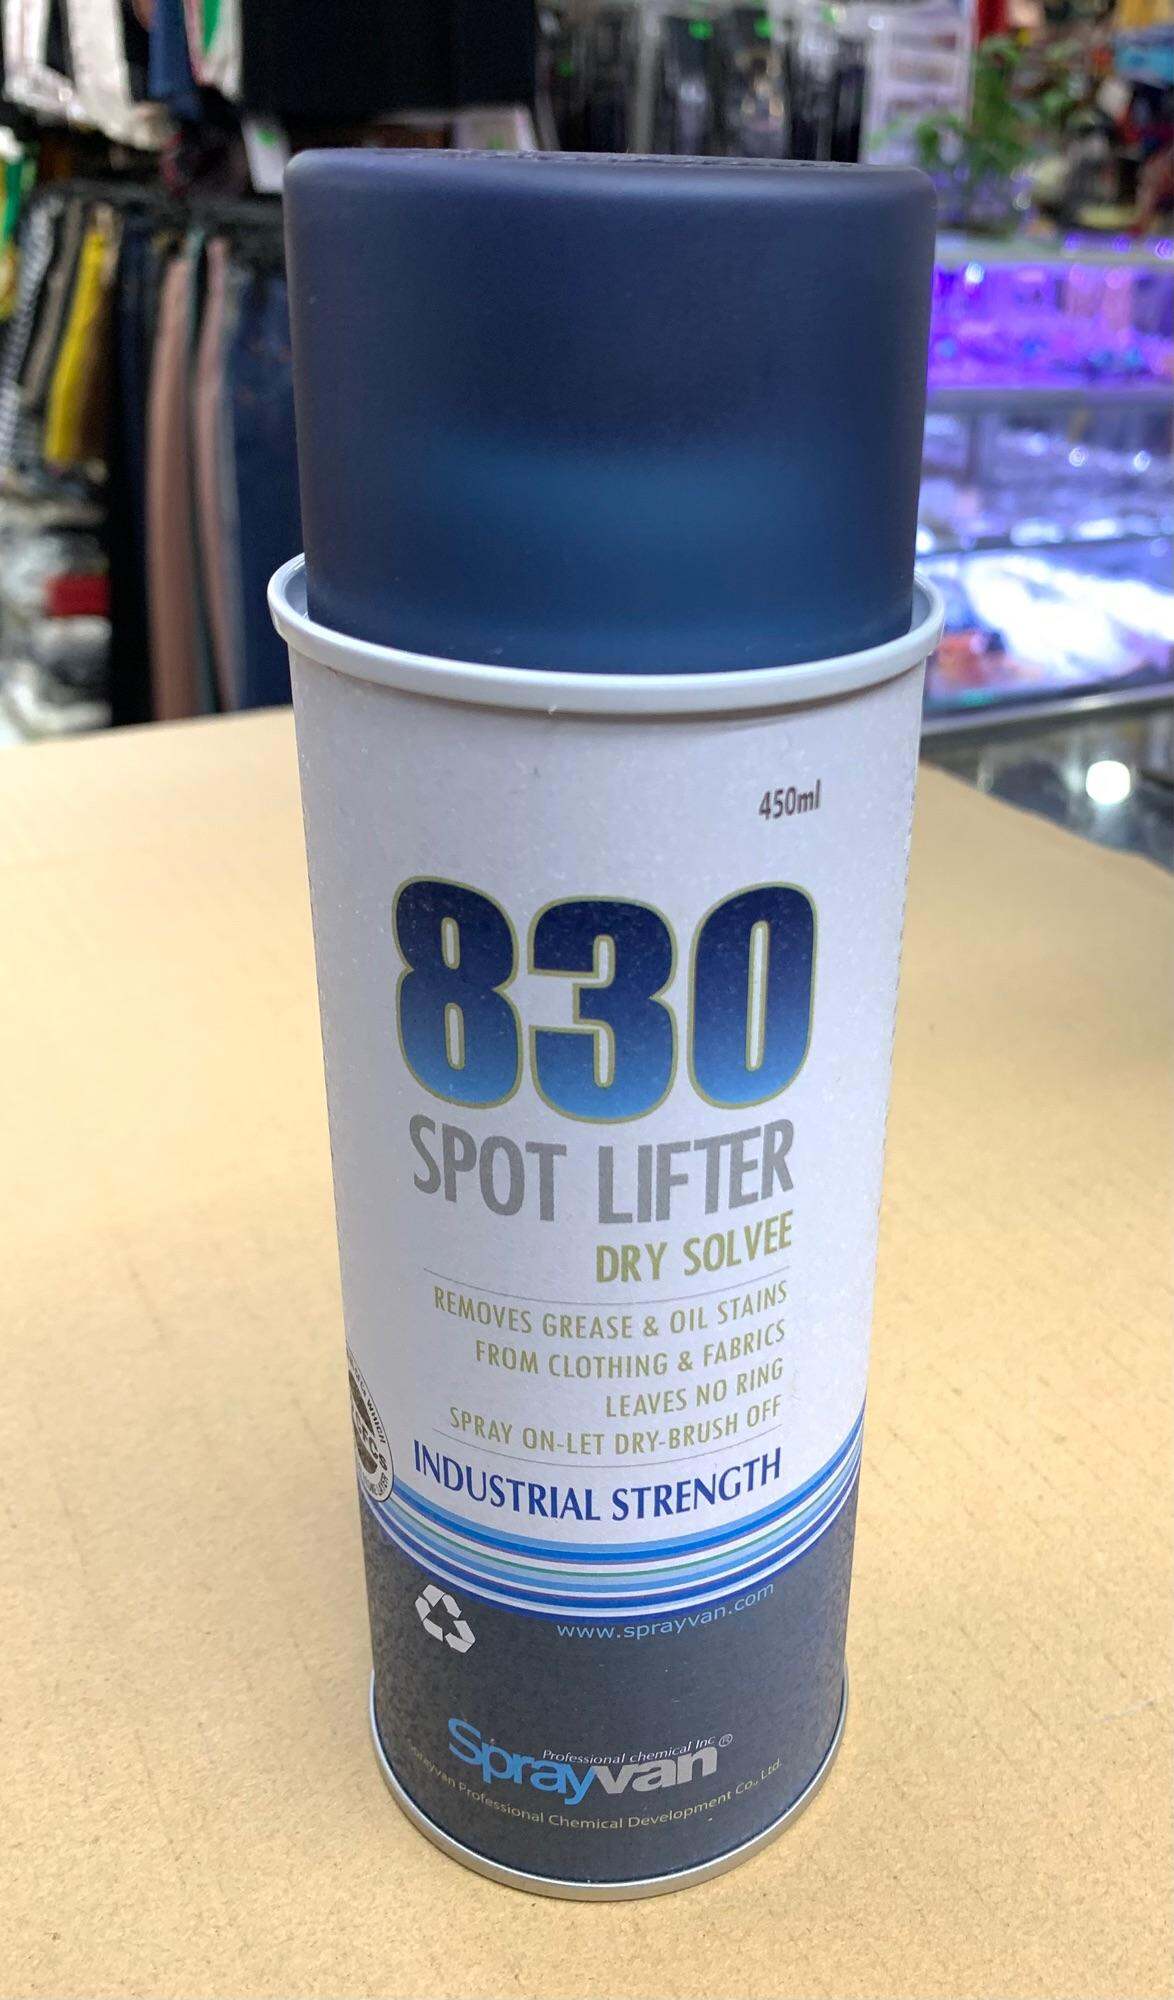 450ml
830
SPOT LIFTER
DRY SOLVEE
REMOVES GREASE & OIL STAINS
FROM CLOTHING & FABRICS
LEAVES NO RING
SPRAY ON-LET DRY-BRUSH OFF
INDUSTRIAL STRENGTH
www.sprayvan.com
Professional chemical Inc ®
Sprayvan
Sprayvan Professional Chemical Development Co., Ltd.